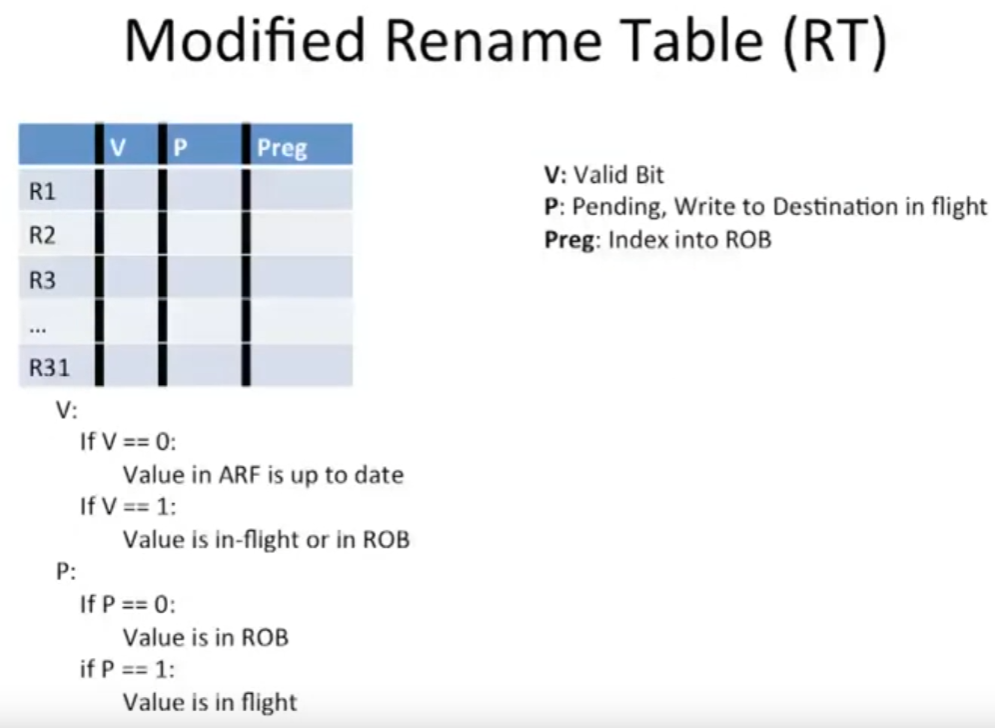 Modified Rename Table (RT)
V P Preg
R1
R2
R3
...
R31
V: Valid Bit
P: Pending, Write to Destination in flight
Preg: Index into ROB
V:
If V == 0:
Value in ARF is up to date
If V == 1:
Value is in-flight or in ROB
P:
If P == 0:
Value is in ROB
if P == 1:
Value is in flight